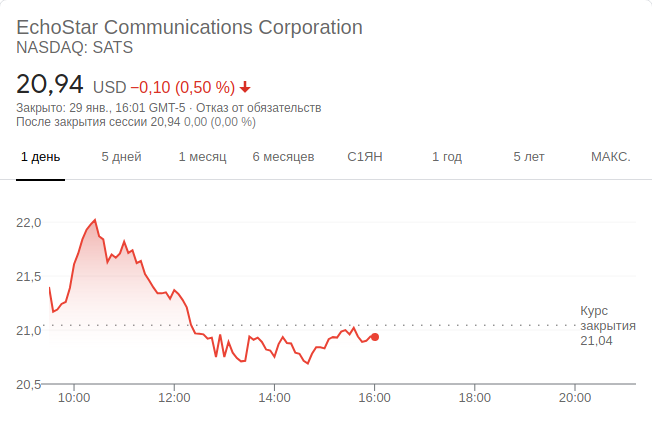 EchoStar Communications Corporation
NASDAQ: SATS
20,94 USD −0,10 (0,50 %)
Закрыто: 29 янв., 16:01 GMT-5 · Отказ от обязательств
После закрытия сессии 20,94 0,00 (0,00 %)
1 день 5 дней 1 месяц 6 месяцев С1ЯН 1 год 5 лет МАКС.
22,0
21,5
21,0
20,5
Курс
закрытия
21,04
10:00 12:00 14:00 16:00 18:00 20:00